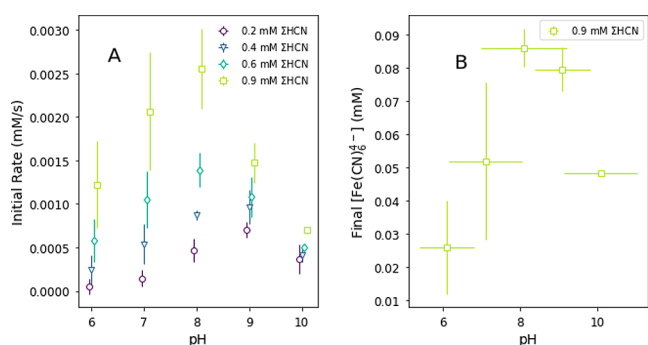 A
0.2 mM ΣHCN
0.4 mM ΣHCN
0.6 mM ΣHCN
0.9 mM ΣHCN
Initial Rate (mM/s)
0.0030
0.0025
0.0020
0.0015
0.0010
0.0005
0.0000
6 7 8 9 10
pH
B
0.9 mM ΣHCN
Final [Fe(CN)₆⁴⁻] (mM)
0.09
0.08
0.07
0.06
0.05
0.04
0.03
0.02
0.01
6 8 10
pH